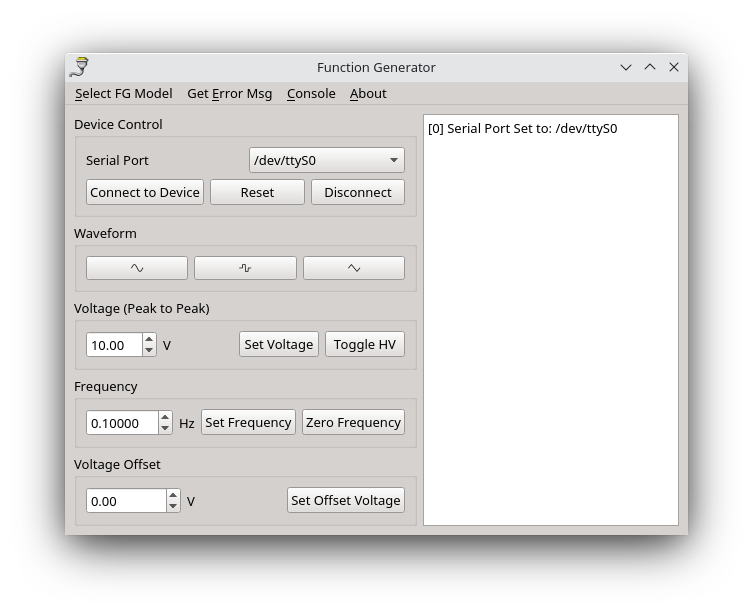 Function Generator
Select FG Model Get Error Msg Console About
Device Control
Serial Port /dev/ttyS0
Connect to Device Reset Disconnect
Waveform
Voltage (Peak to Peak)
10.00 V Set Voltage Toggle HV
Frequency
0.10000 Hz Set Frequency Zero Frequency
Voltage Offset
0.00 V Set Offset Voltage
[0] Serial Port Set to: /dev/ttyS0